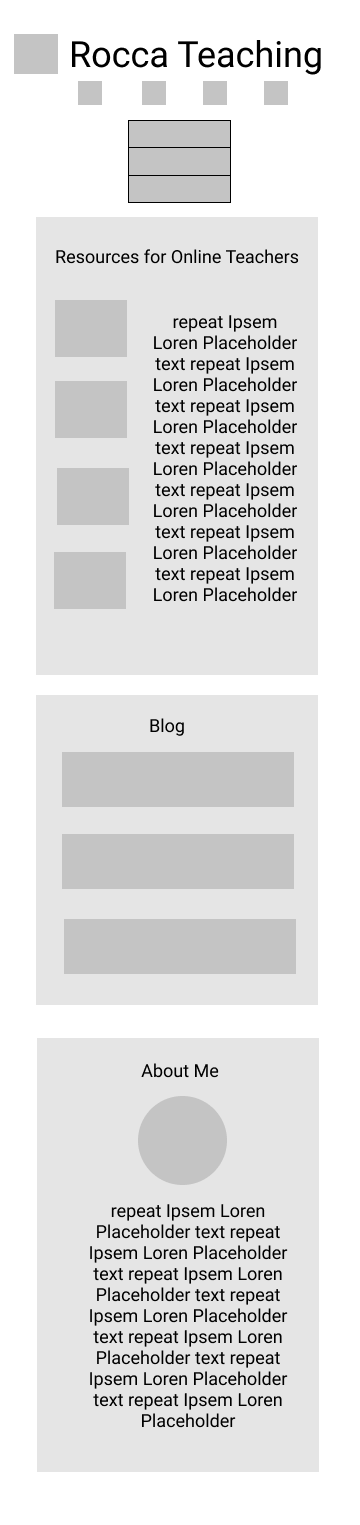 Rocca Teaching
Resources for Online Teachers
repeat Ipsem
Loren Placeholder
text repeat Ipsem
Loren Placeholder
text repeat Ipsem
Loren Placeholder
text repeat Ipsem
Loren Placeholder
text repeat Ipsem
Loren Placeholder
text repeat Ipsem
Loren Placeholder
text repeat Ipsem
Loren Placeholder
Blog
About Me
repeat Ipsem Loren
Placeholder text repeat
Ipsem Loren Placeholder
text repeat Ipsem Loren
Placeholder text repeat
Ipsem Loren Placeholder
text repeat Ipsem Loren
Placeholder text repeat
Ipsem Loren Placeholder
text repeat Ipsem Loren
Placeholder